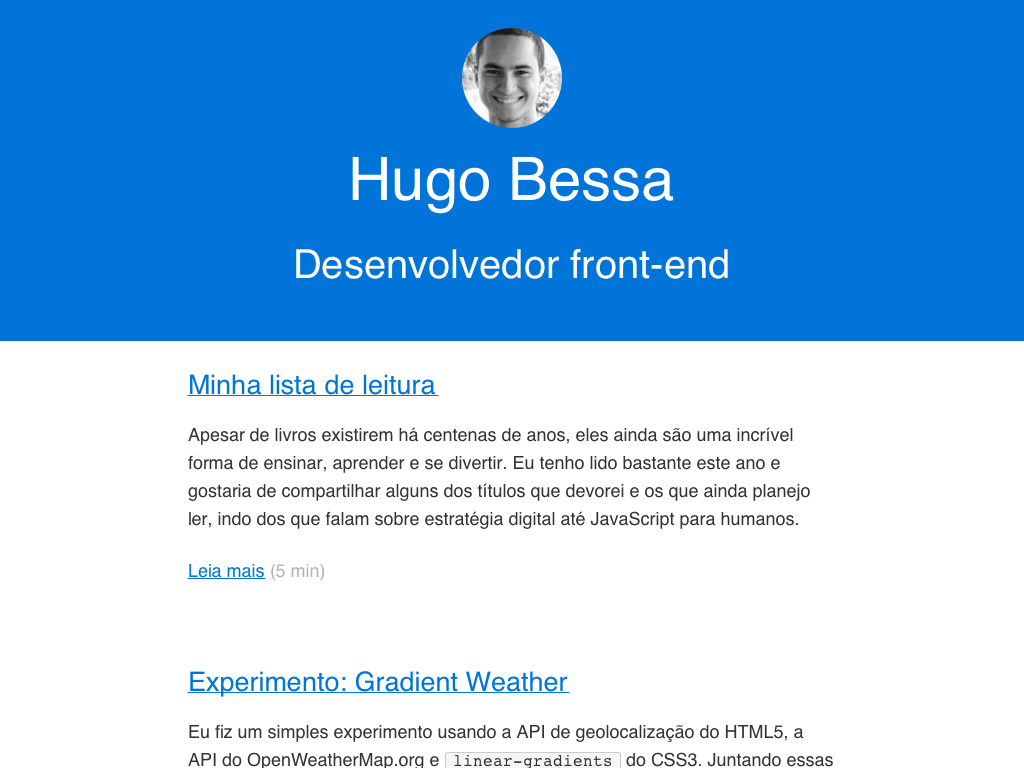 Hugo Bessa
Desenvolvedor front-end
Minha lista de leitura
Apesar de livros existirem há centenas de anos, eles ainda são uma incrível
forma de ensinar, aprender e se divertir. Eu tenho lido bastante este ano e
gostaria de compartilhar alguns dos títulos que devorei e os que ainda planejo
ler, indo dos que falam sobre estratégia digital até JavaScript para humanos.
Leia mais (5 min)
Experimento: Gradient Weather
Eu fiz um simples experimento usando a API de geolocalização do HTML5, a
API do OpenWeatherMap.org e linear-gradients do CSS3. Juntando essas